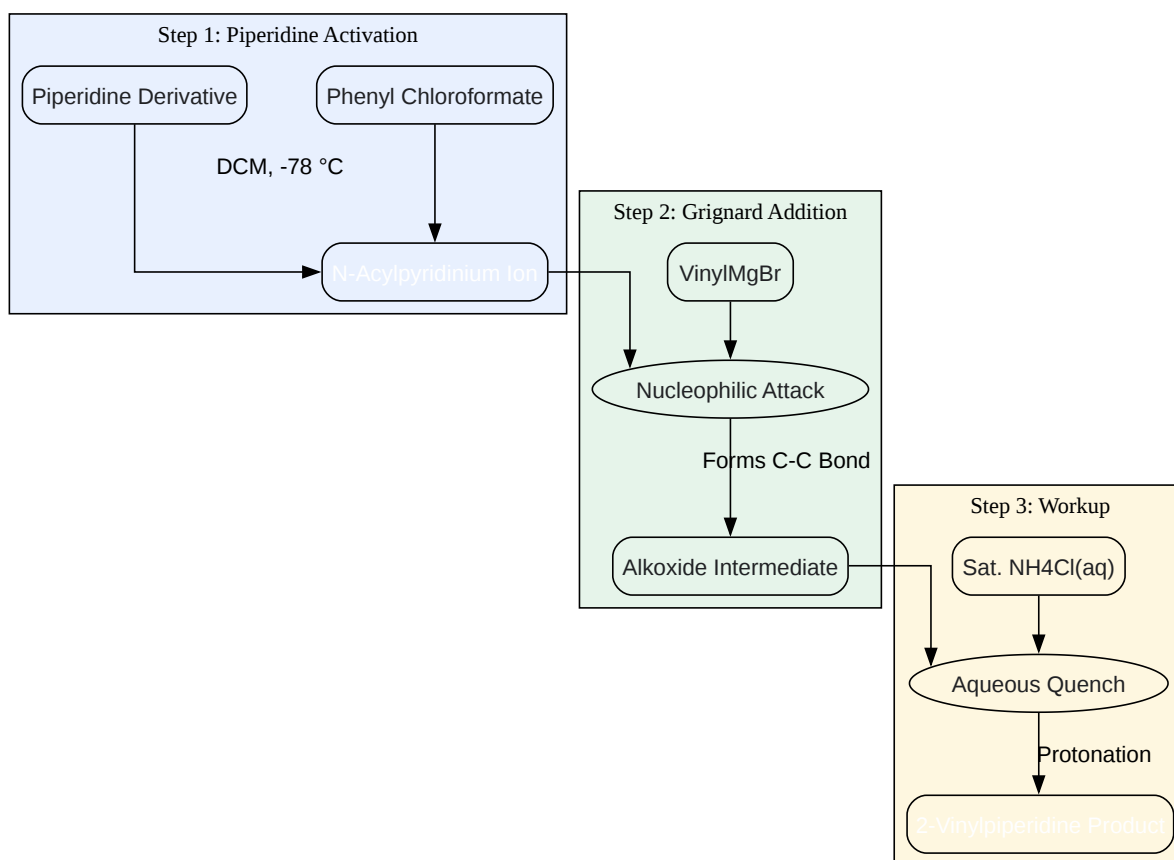 Step 1: Piperidine Activation
Piperidine Derivative
Phenyl Chloroformate
DCM, -78 °C
N-Acylpyridinium Ion
Step 2: Grignard Addition
VinylMgBr
Nucleophilic Attack
Forms C-C Bond
Alkoxide Intermediate
Step 3: Workup
Sat. NH4Cl(aq)
Aqueous Quench
Protonation
2-Vinylpiperidine Product